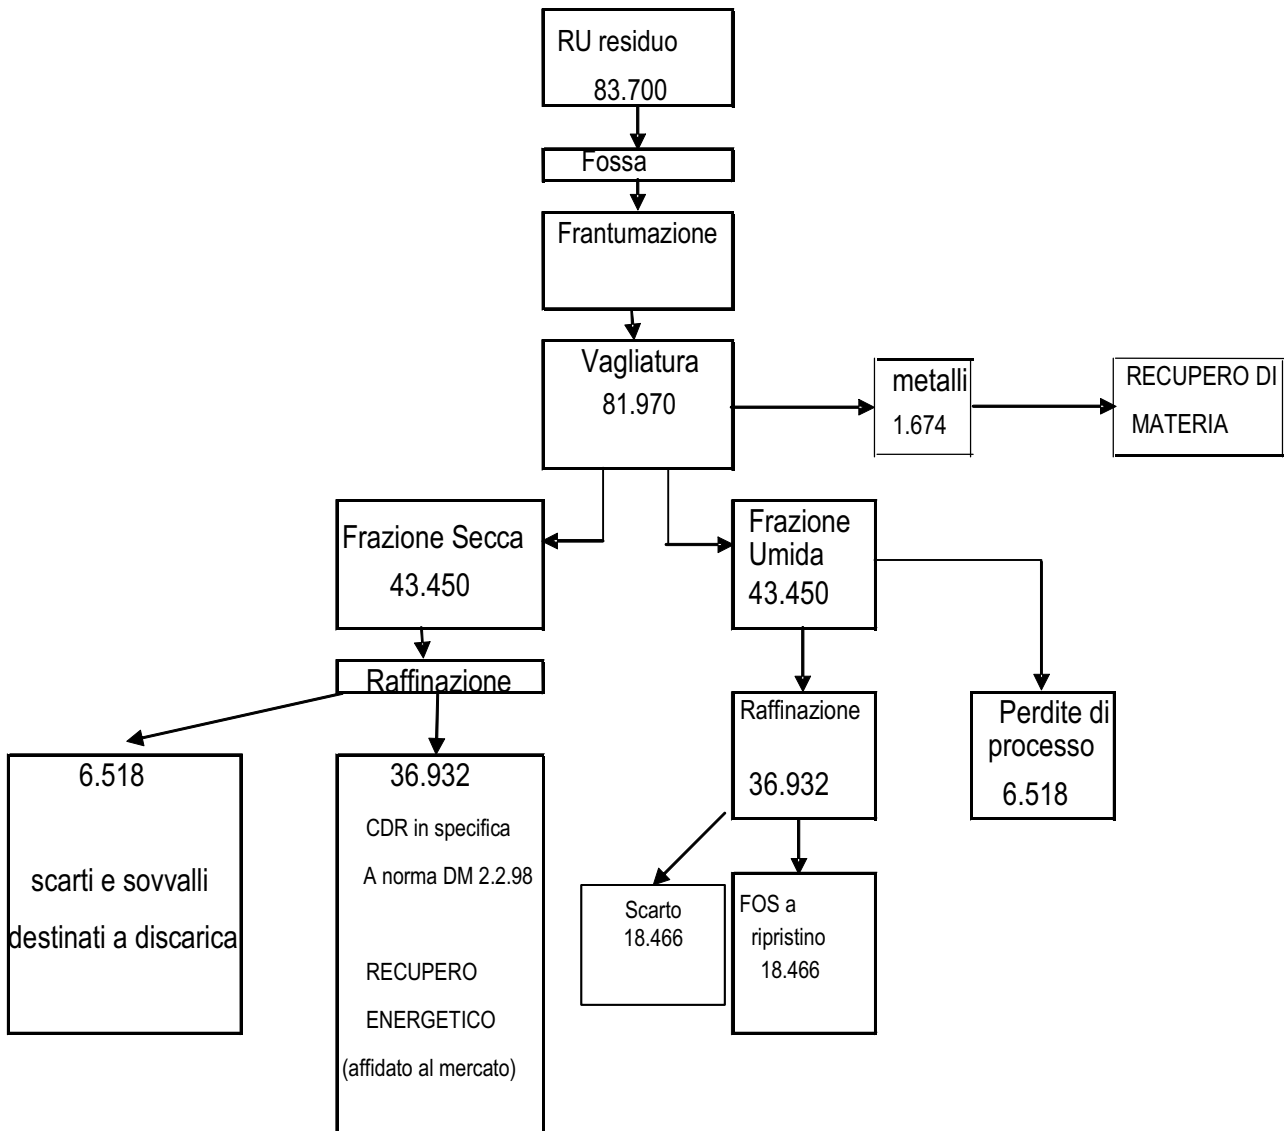 RU residuo
83.700
Fossa
Frantumazione
Vagliatura
81.970
metalli
1.674
RECUPERO DI
MATERIA
Frazione Secca
43.450
Frazione
Umida
43.450
Raffinazione
6.518
scarti e sovvalli
destinati a discarica
36.932
CDR in specifica
A norma DM 2.2.98
RECUPERO
ENERGETICO
(affidato al mercato)
Raffinazione
36.932
Perdite di
processo
6.518
Scarto
18.466
FOS a
ripristino
18.466